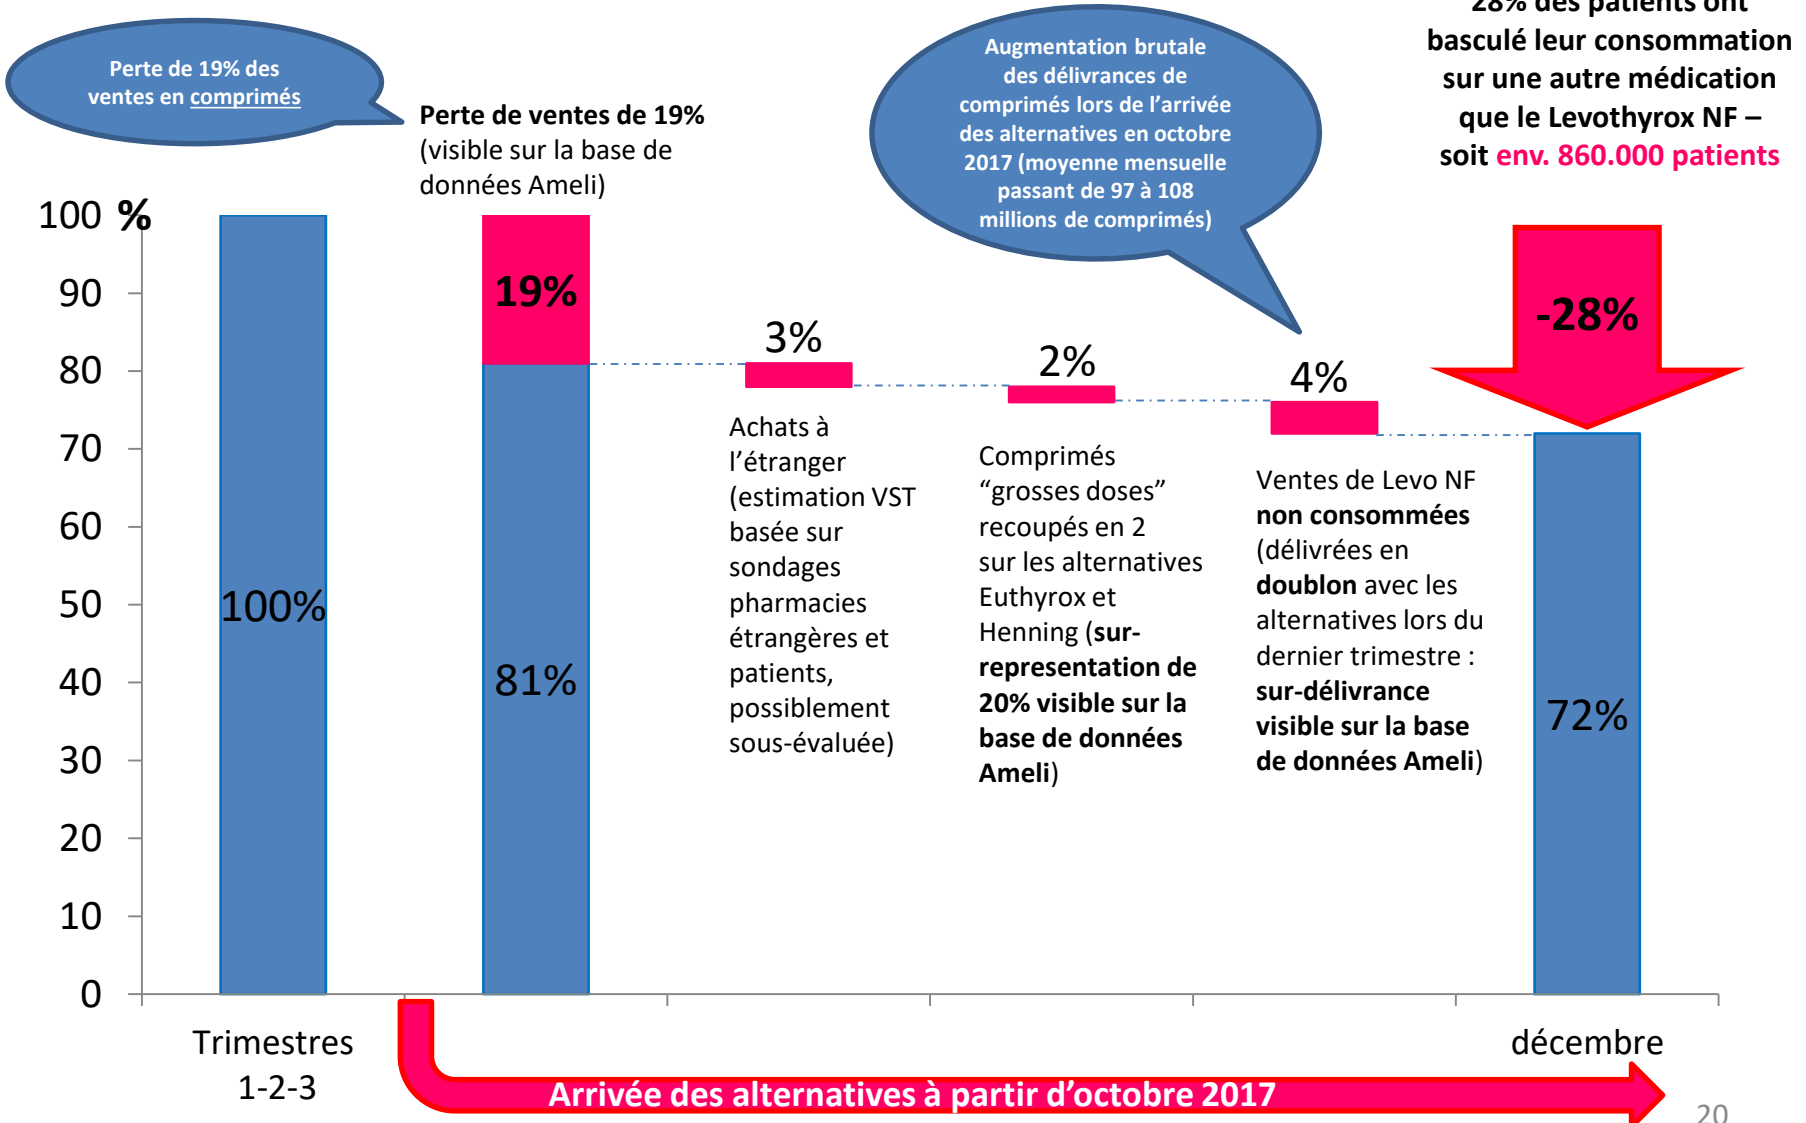 Perte de 19% des
ventes en comprimés
Perte de ventes de 19%
(visible sur la base de
données Ameli)
Augmentation brutale
des délivrances de
comprimés lors de l’arrivée
des alternatives en octobre
2017 (moyenne mensuelle
passant de 97 à 108
millions de comprimés)
28% des patients ont
basculé leur consommation
sur une autre médication
que le Levothyrox NF –
soit env. 860.000 patients
100 %
90
80
70
60
50
40
30
20
10
0
100%
19%
81%
3%
Achats à
l’étranger
(estimation VST
basée sur
sondages
pharmacies
étrangères et
patients,
possiblement
sous-évaluée)
2%
Comprimés
“grosses doses”
recoupés en 2
sur les alternatives
Euthyrox et
Henning (sur-
representation de
20% visible sur la
base de données
Ameli)
4%
Ventes de Levo NF
non consommées
(délivrées en
doublon avec les
alternatives lors du
dernier trimestre :
sur-délivrance
visible sur la base
de données Ameli)
-28%
72%
Trimestres
1-2-3
décembre
Arrivée des alternatives à partir d’octobre 2017
20